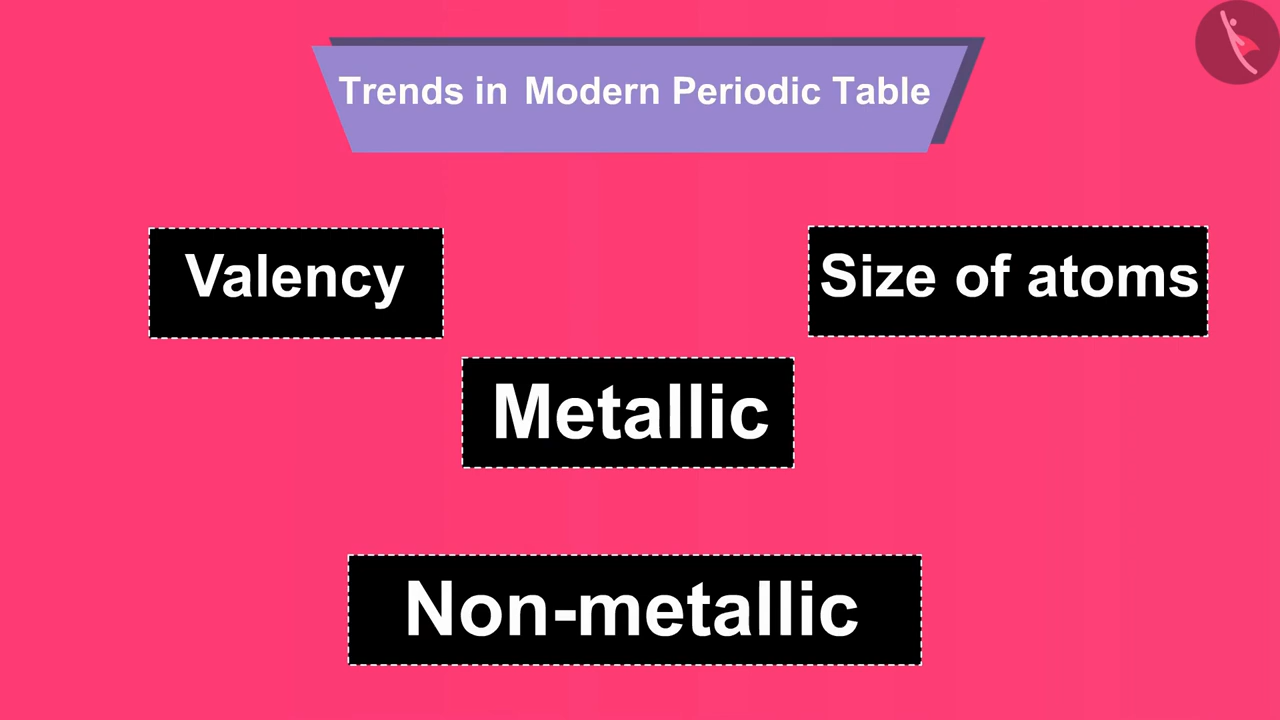 Trends in Modern Periodic Table
Valency
Size of atoms
Metallic
Non-metallic